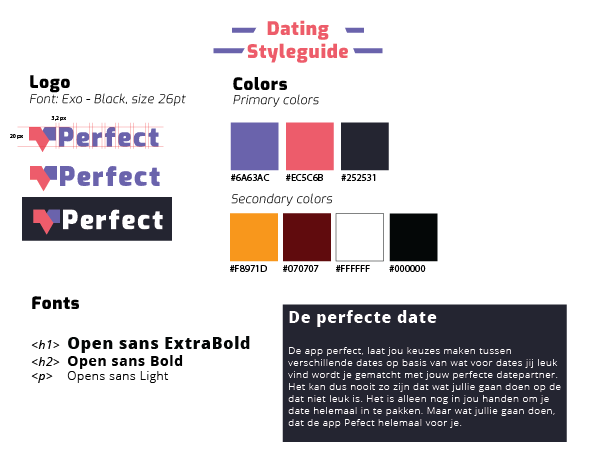 Dating
Styleguide
Logo
Font: Exo - Black, size 26pt
3,2 px
20 px
Perfect
Perfect
Perfect
Colors
Primary colors
#6A63AC #EC5C6B #252531
Secondary colors
#F8971D #070707 #FFFFFF #000000
Fonts
<h1> Open sans ExtraBold
<h2> Open sans Bold
<p> Opens sans Light
De perfecte date
De app perfect, laat jou keuzes maken tussen
verschillende dates op basis van wat voor dates jij leuk
vind wordt je gematcht met jouw perfecte datepartner.
Het kan dus nooit zo zijn dat wat jullie gaan doen op de
dat niet leuk is. Het is alleen nog in jou handen om je
date helemaal in te pakken. Maar wat jullie gaan doen,
dat de app Pefect helemaal voor je.